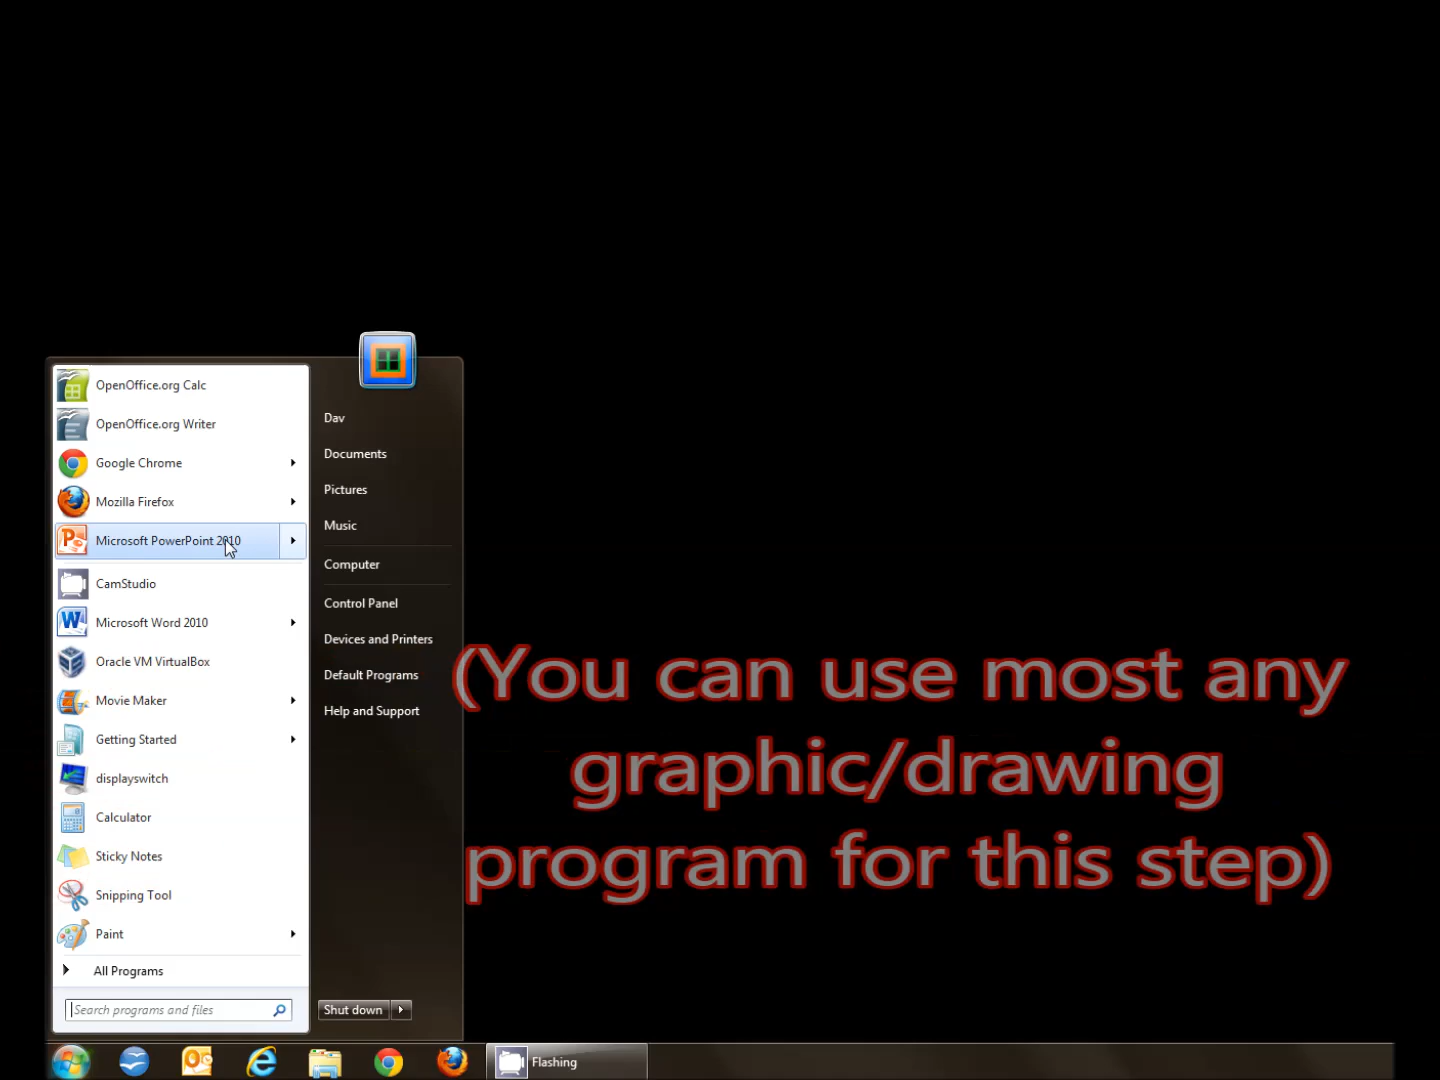 OpenOffice.org Calc
OpenOffice.org Writer
Google Chrome
Mozilla Firefox
Microsoft PowerPoint 2010
CamStudio
Microsoft Word 2010
Oracle VM VirtualBox
Movie Maker
Getting Started
displayswitch
Calculator
Sticky Notes
Snipping Tool
Paint
All Programs
Search programs and files
Dav
Documents
Pictures
Music
Computer
Control Panel
Devices and Printers
Default Programs
Help and Support
Shut down
(You can use most any
graphic/drawing
program for this step)
Flashing